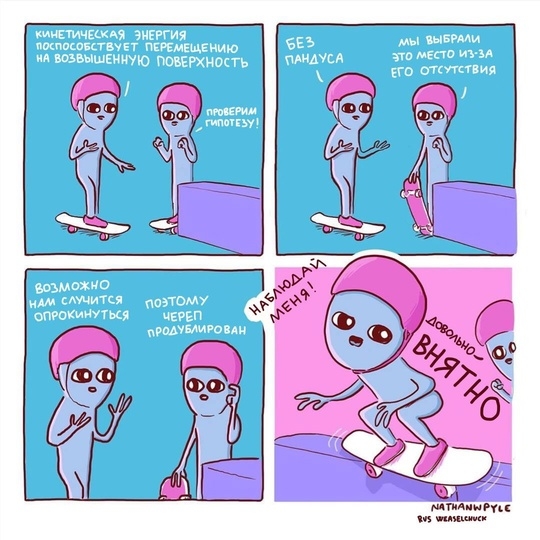 КИНЕТИЧЕСКАЯ ЭНЕРГИЯ
ПОСПОСОБСТВУЕТ ПЕРЕМЕЩЕНИЮ
НА ВОЗВЫШЕННУЮ ПОВЕРХНОСТЬ
ПРОВЕРИМ
ГИПОТЕЗУ!
БЕЗ
ПАНДУСА
МЫ ВЫБРАЛИ
ЭТО МЕСТО ИЗ-ЗА
ЕГО ОТСУТСТВИЯ
ВОЗМОЖНО
НАМ СЛУЧИТСЯ
ОПРОКИНУТЬСЯ
ПОЭТОМУ
ЧЕРЕП
ПРОДУБЛИРОВАН
НАБЛЮДАЙ
МЕНЯ!
ДОВОЛЬНО-
ВНЯТНО
NATHANWPYLE
RUS WEASELCHUCK